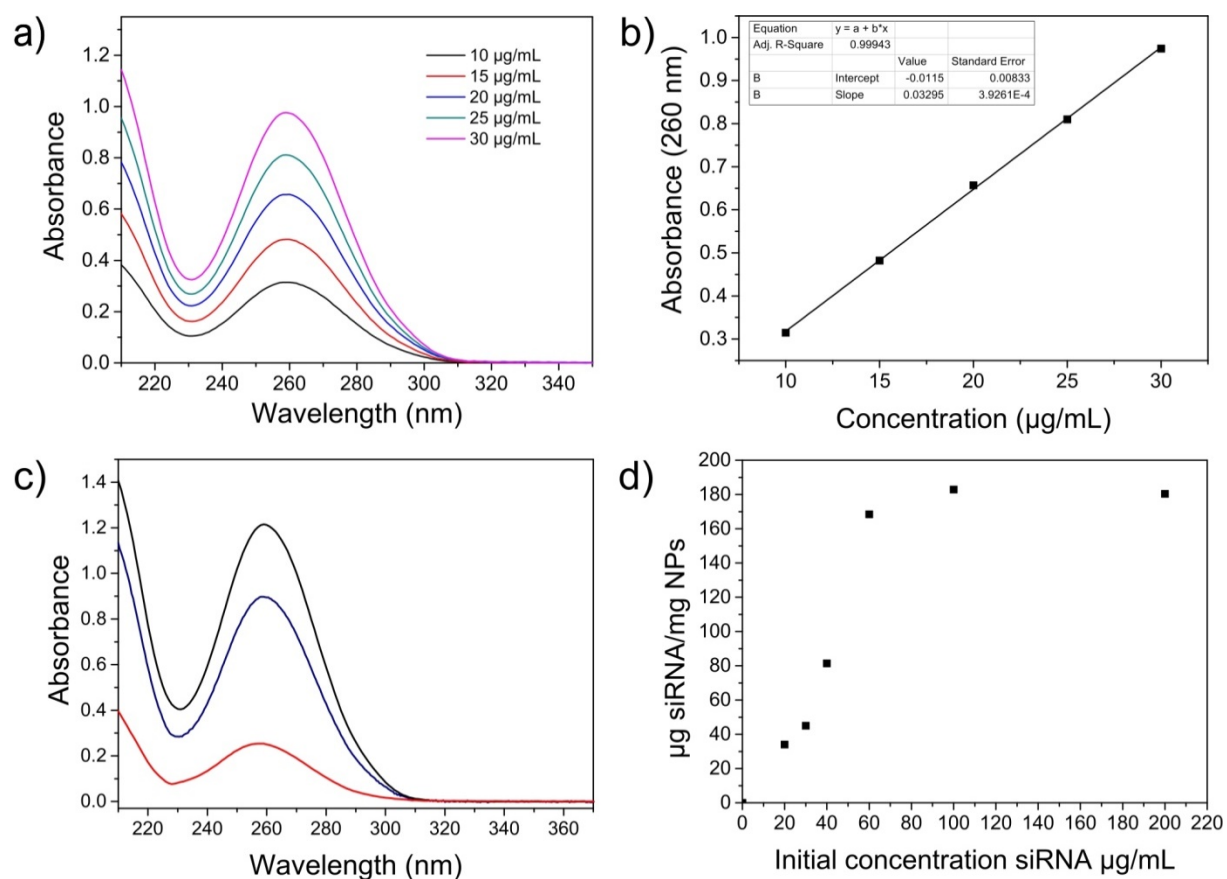 a)
1.2
1.0
0.8
0.6
0.4
0.2
0.0
Absorbance
10 µg/mL
15 µg/mL
20 µg/mL
25 µg/mL
30 µg/mL
220 240 260 280 300 320 340
Wavelength (nm)
b)
Equation y = a + b*x
Adj. R-Square 0.99943
Value Standard Error
B Intercept -0.0115 0.00833
B Slope 0.03295 3.9261E-4
1.0
0.9
0.8
0.7
0.6
0.5
0.4
0.3
Absorbance (260 nm)
10 15 20 25 30
Concentration (µg/mL)
c)
1.4
1.2
1.0
0.8
0.6
0.4
0.2
0.0
Absorbance
220 240 260 280 300 320 340 360
Wavelength (nm)
d)
200
180
160
140
120
100
80
60
40
20
0
µg siRNA/mg NPs
0 20 40 60 80 100 120 140 160 180 200 220
Initial concentration siRNA µg/mL